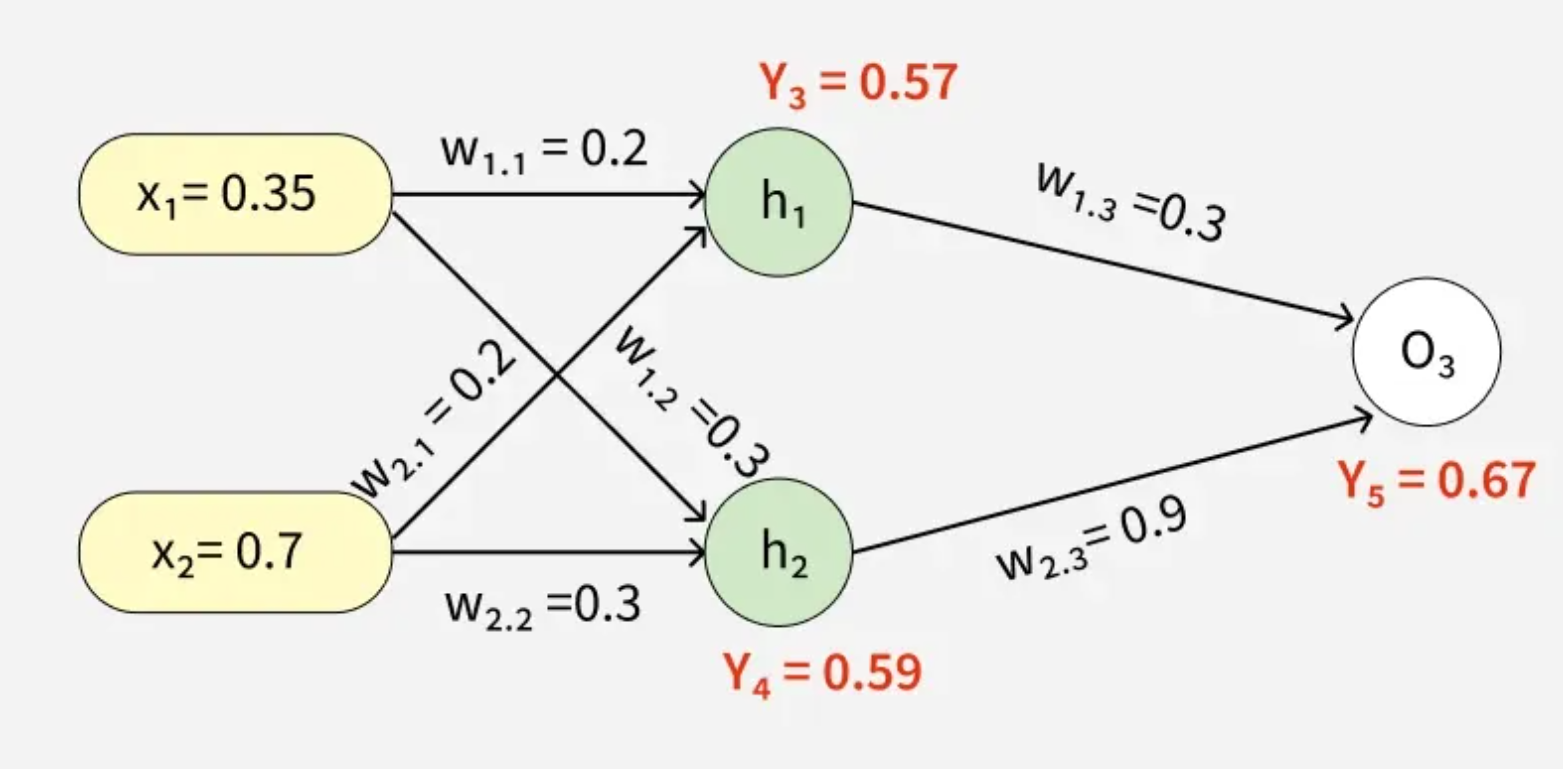 Y₃ = 0.57
w₁.₁ = 0.2
x₁= 0.35
h₁
w₁.₃ =0.3
w₂.₁ = 0.2
w₁.₂ =0.3
O₃
Y₅ = 0.67
x₂= 0.7
h₂
w₂.₃= 0.9
w₂.₂ =0.3
Y₄ = 0.59